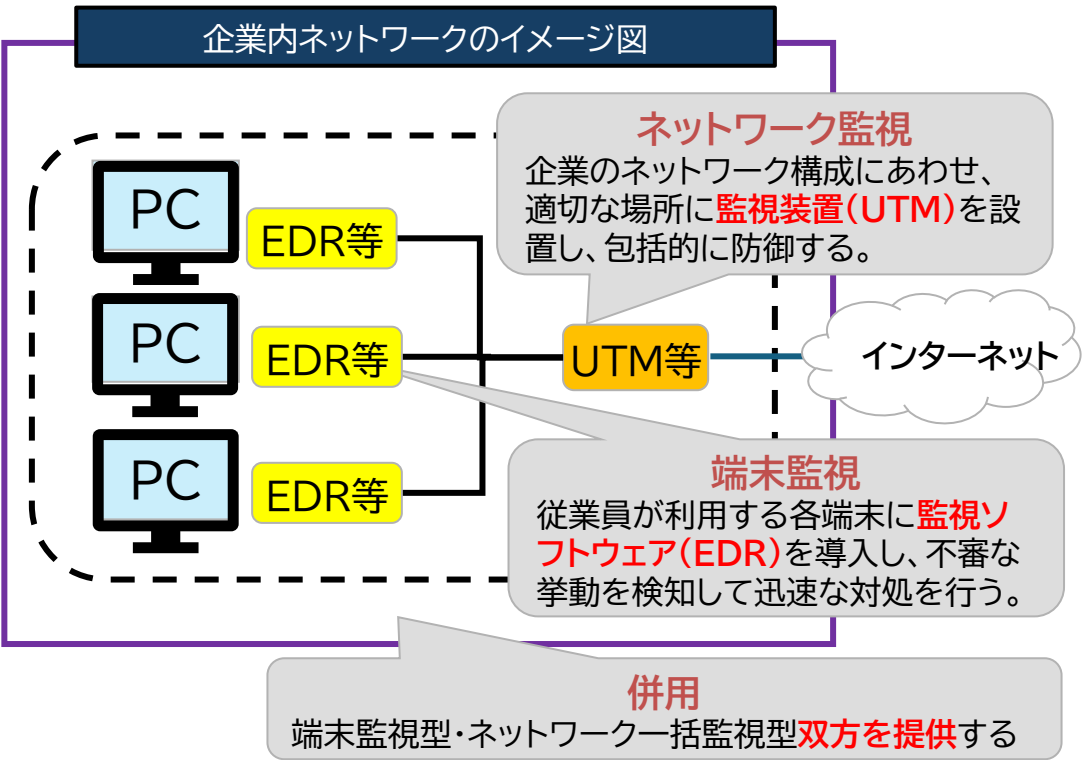 企業内ネットワークのイメージ図
ネットワーク監視
企業のネットワーク構成にあわせ、
適切な場所に監視装置(UTM)を設
置し、包括的に防御する。
PC
EDR等
PC
EDR等
UTM等
インターネット
PC
EDR等
端末監視
従業員が利用する各端末に監視ソ
フトウェア(EDR)を導入し、不審な
挙動を検知して迅速な対処を行う。
併用
端末監視型・ネットワーク一括監視型双方を提供する